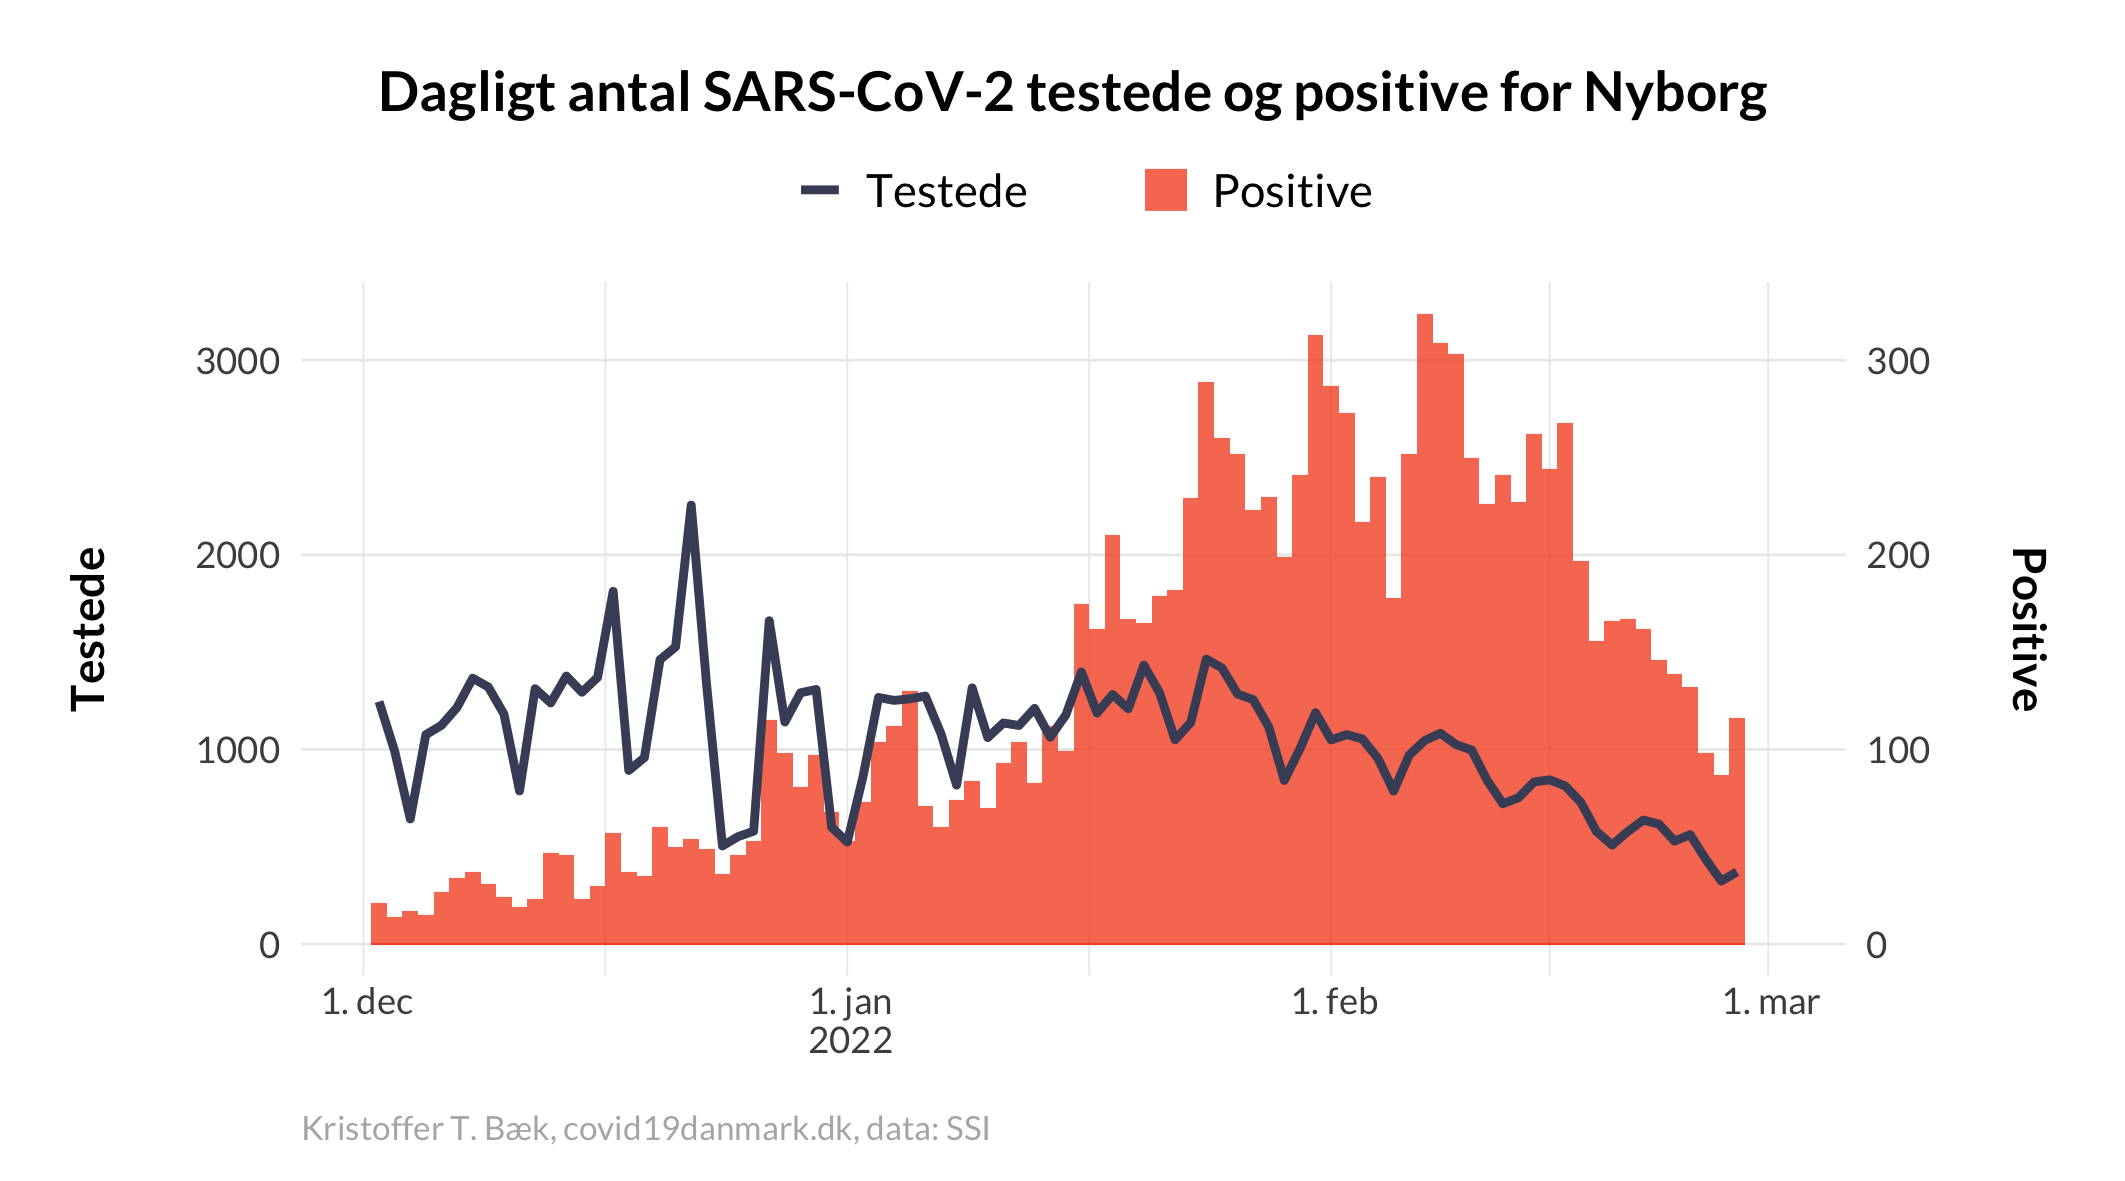 Dagligt antal SARS-CoV-2 testede og positive for Nyborg
Testede
Positive
3000
2000
1000
0
Testede
300
200
100
0
Positive
1. dec
1. jan
2022
1. feb
1. mar
Kristoffer T. Bæk, covid19danmark.dk, data: SSI